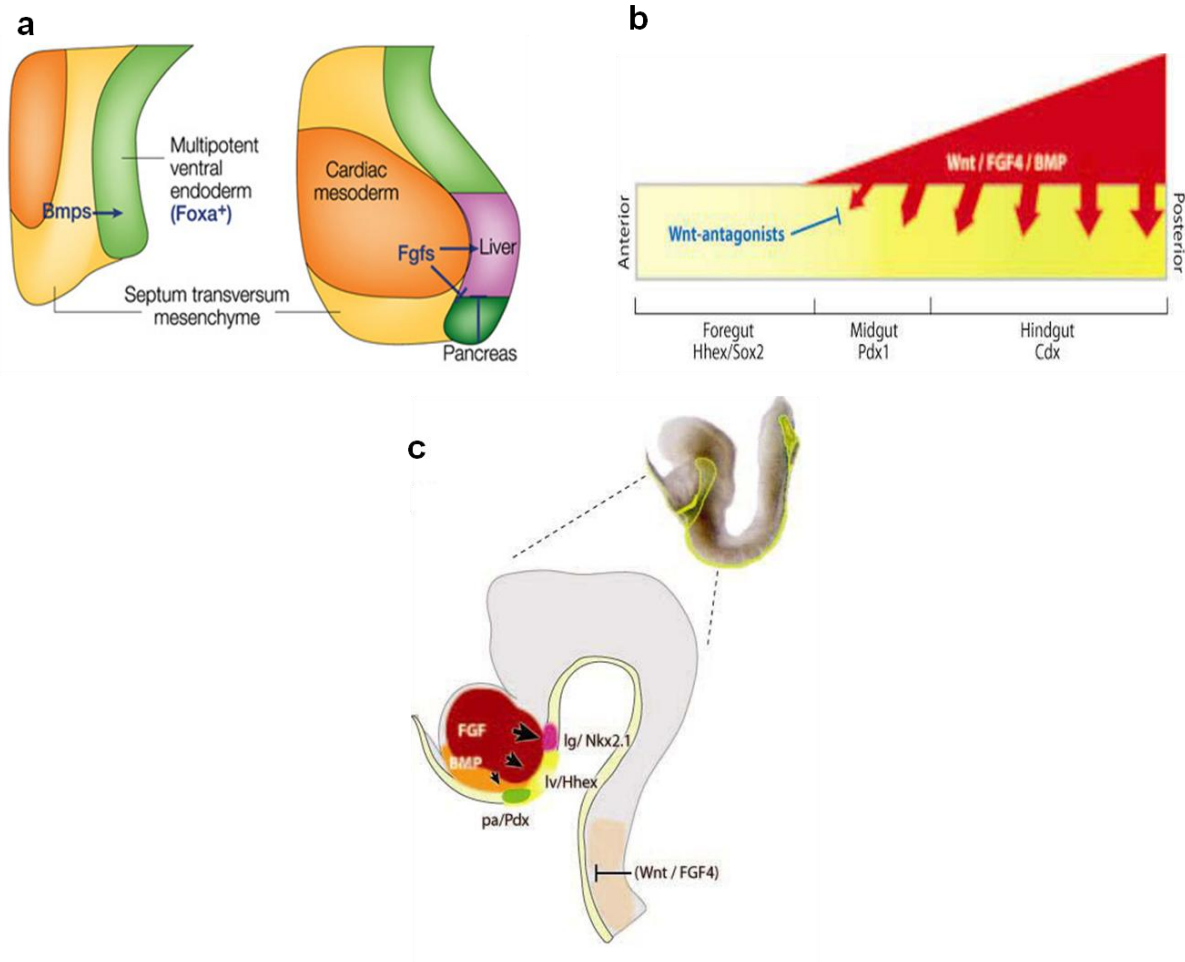 a
Multipotent
ventral
endoderm
(Foxa+)
Bmps
Septum transversum
mesenchyme
Cardiac
mesoderm
Fgfs
Liver
Pancreas
b
Wnt / FGF4 / BMP
Wnt-antagonists
Anterior
Posterior
Foregut
Hhex/Sox2
Midgut
Pdx1
Hindgut
Cdx
c
FGF
BMP
lg/ Nkx2.1
lv/Hhex
pa/Pdx
(Wnt / FGF4)